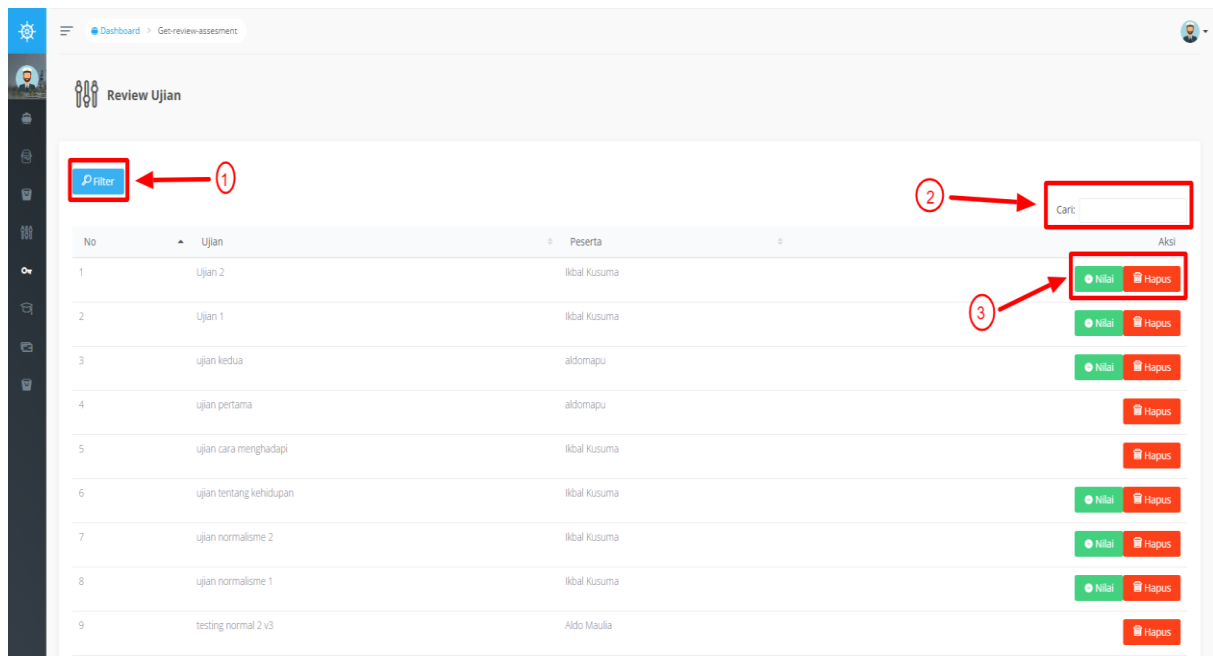 Dashboard > Get-review-assesment
Review Ujian
Filter
1
2
Cari:
No Ujian Peserta Aksi
1 Ujian 2 Ikbal Kusuma Nilai Hapus
3
2 Ujian 1 Ikbal Kusuma Nilai Hapus
3 ujian kedua aldomapu Nilai Hapus
4 ujian pertama aldomapu Hapus
5 ujian cara menghadapi Ikbal Kusuma Hapus
6 ujian tentang kehidupan Ikbal Kusuma Nilai Hapus
7 ujian normalisme 2 Ikbal Kusuma Nilai Hapus
8 ujian normalisme 1 Ikbal Kusuma Nilai Hapus
9 testing normal 2 v3 Aldo Maulia Hapus